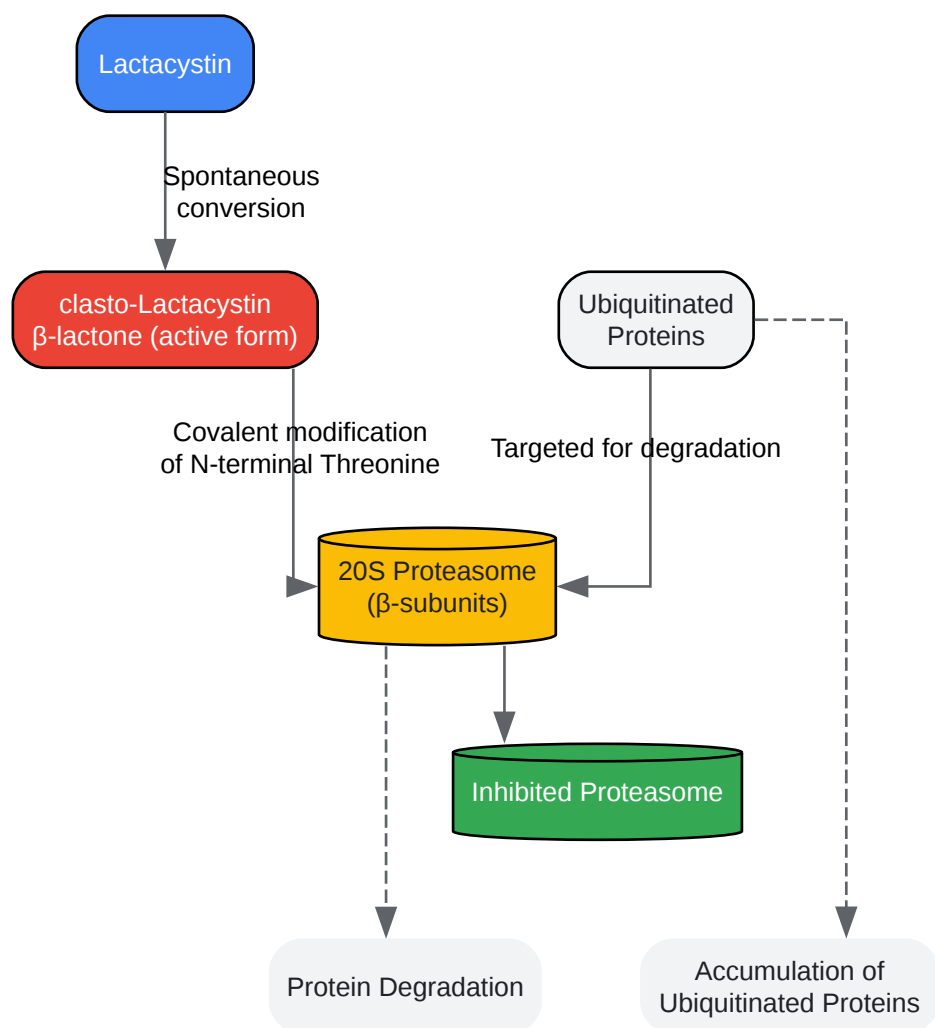 Lactacystin
Spontaneous
conversion
clasto-Lactacystin
β-lactone (active form)
Ubiquitinated
Proteins
Covalent modification
of N-terminal Threonine
Targeted for degradation
20S Proteasome
(β-subunits)
Inhibited Proteasome
Protein Degradation
Accumulation of
Ubiquitinated Proteins